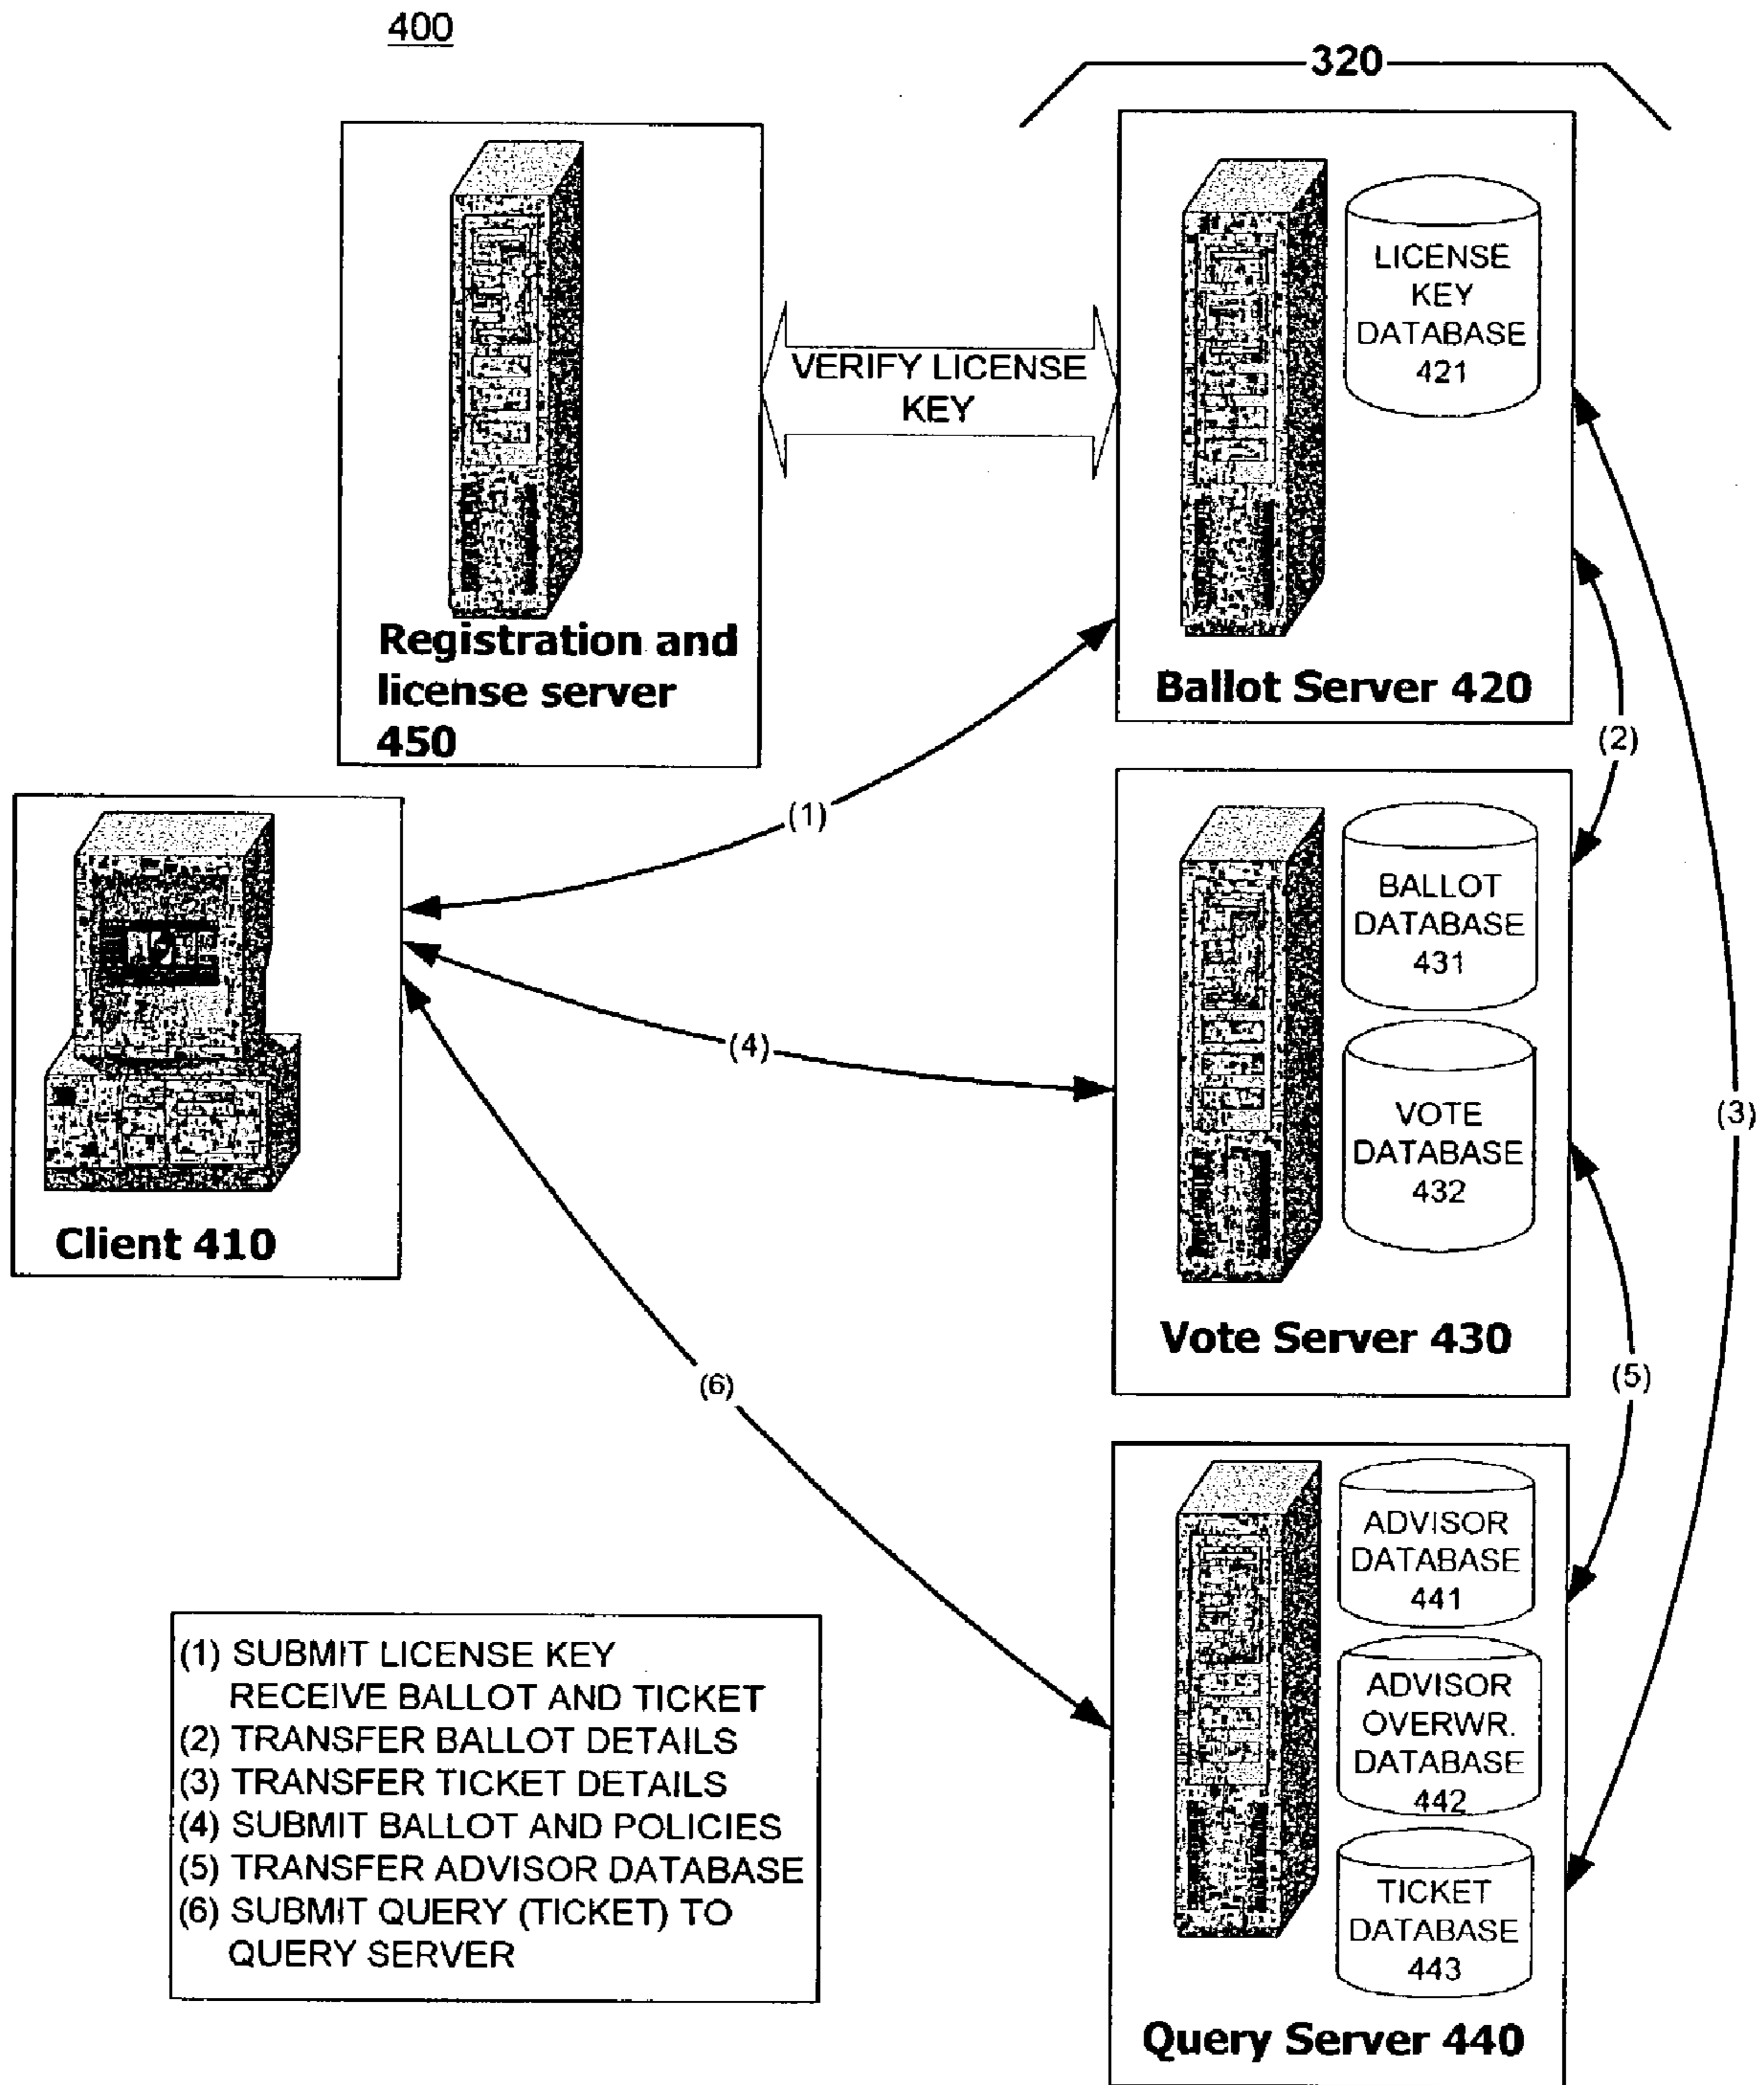 400
320
LICENSE
KEY
DATABASE
421
VERIFY LICENSE
KEY
Registration and
license server
450
Ballot Server 420
(2)
(1)
BALLOT
DATABASE
431
(4)
VOTE
DATABASE
432
(3)
Client 410
Vote Server 430
(5)
(6)
ADVISOR
DATABASE
441
ADVISOR
OVERWR.
DATABASE
442
TICKET
DATABASE
443
Query Server 440
(1) SUBMIT LICENSE KEY
RECEIVE BALLOT AND TICKET
(2) TRANSFER BALLOT DETAILS
(3) TRANSFER TICKET DETAILS
(4) SUBMIT BALLOT AND POLICIES
(5) TRANSFER ADVISOR DATABASE
(6) SUBMIT QUERY (TICKET) TO
QUERY SERVER